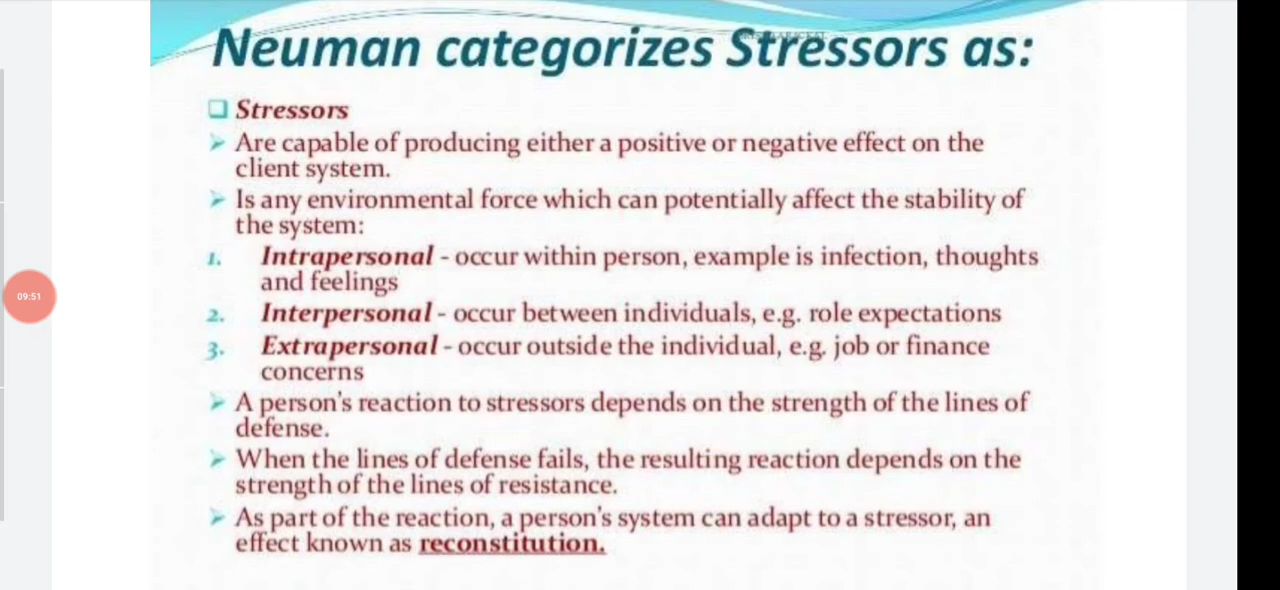 Neuman categorizes Stressors as:
Stressors
Are capable of producing either a positive or negative effect on the
client system.
Is any environmental force which can potentially affect the stability of
the system:
1. Intrapersonal - occur within person, example is infection, thoughts
and feelings
2. Interpersonal - occur between individuals, e.g. role expectations
3. Extrapersonal - occur outside the individual, e.g. job or finance
concerns
A person's reaction to stressors depends on the strength of the lines of
defense.
When the lines of defense fails, the resulting reaction depends on the
strength of the lines of resistance.
As part of the reaction, a person's system can adapt to a stressor, an
effect known as reconstitution.
09:51